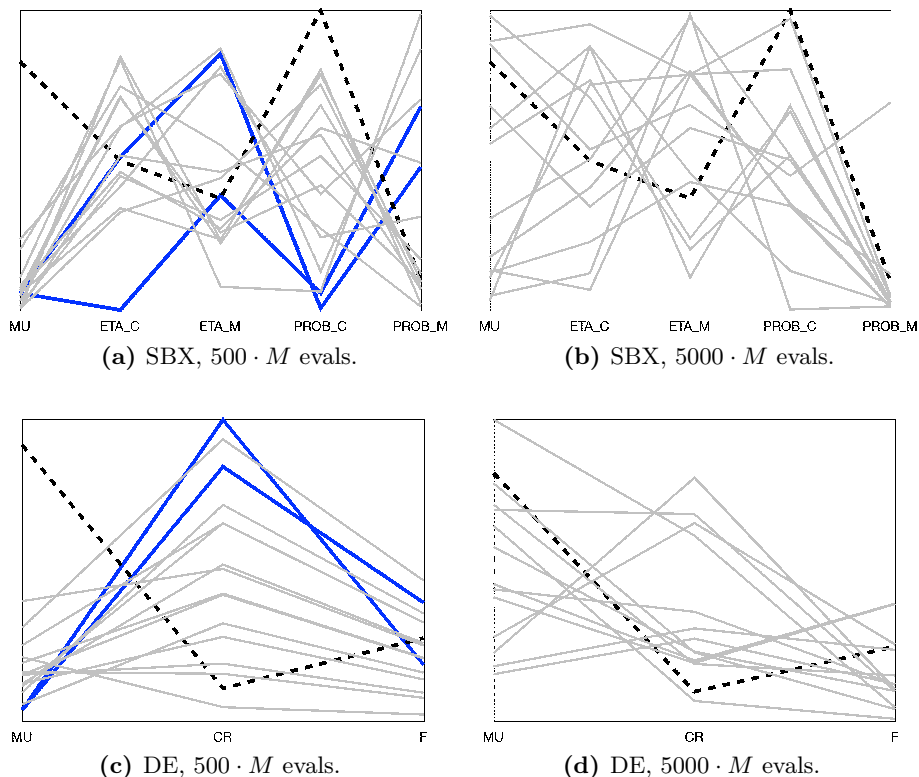 MU ETA_C ETA_M PROB_C PROB_M
MU ETA_C ETA_M PROB_C PROB_M
(a) SBX, 500 · M evals.
(b) SBX, 5000 · M evals.
MU CR F
MU CR F
(c) DE, 500 · M evals.
(d) DE, 5000 · M evals.